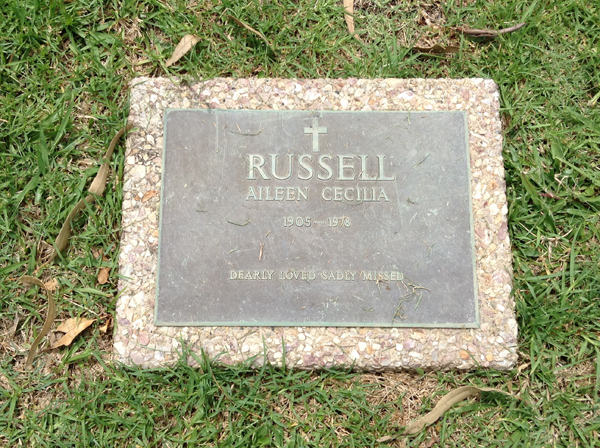 RUSSELL
AILEEN CECILIA
1905-1978
DEARLY LOVED SADLY MISSED